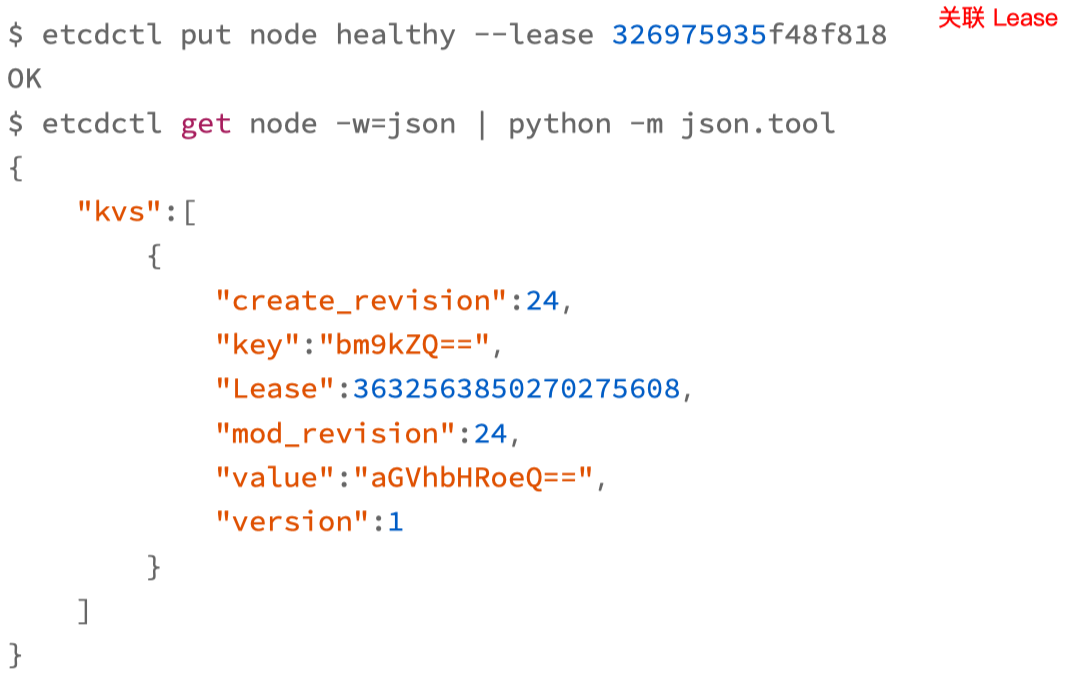 $ etcdctl put node healthy --lease 326975935f48f818
关联 Lease
OK
$ etcdctl get node -w=json | python -m json.tool
{
"kvs":[
{
"create_revision":24,
"key":"bm9kZQ==",
"Lease":3632563850270275608,
"mod_revision":24,
"value":"aGVhbHRoeQ==",
"version":1
}
]
}